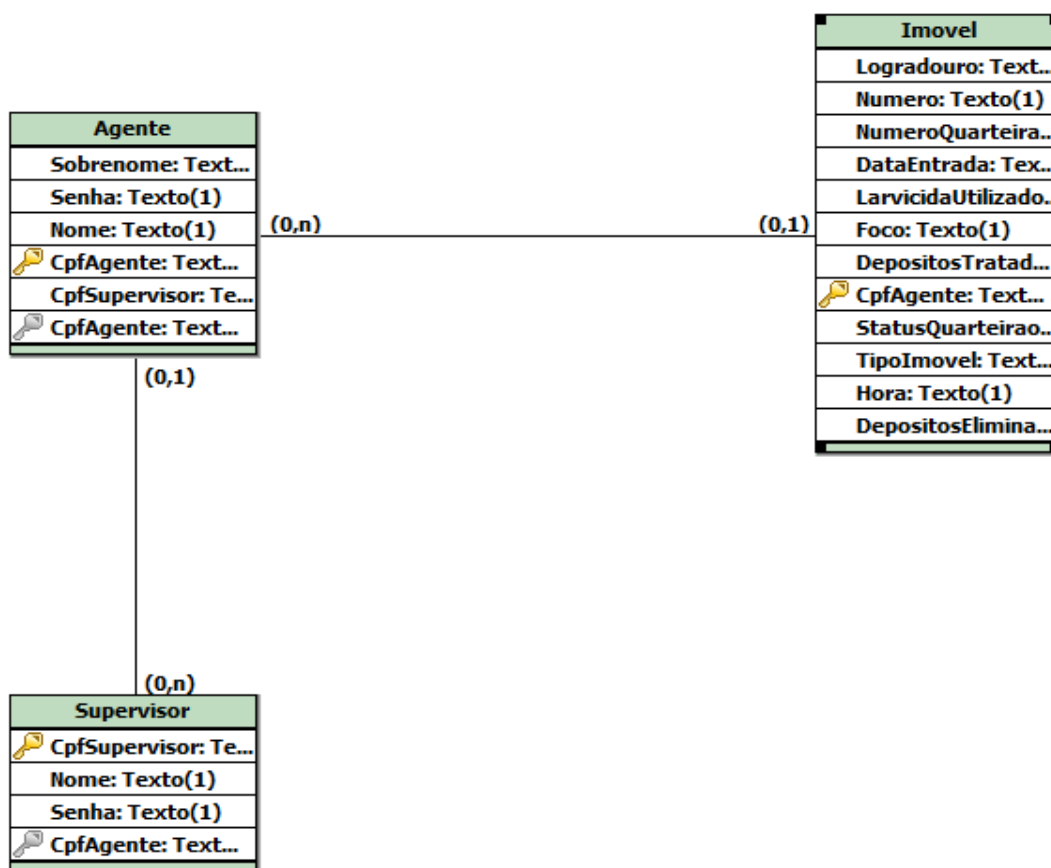 Imovel
Logradouro: Text...
Numero: Texto(1)
NumeroQuarteira..
DataEntrada: Tex..
LarvicidaUtilizado..
Foco: Texto(1)
DepositosTratad...
CpfAgente: Text...
StatusQuarteirao..
TipoImovel: Text...
Hora: Texto(1)
DepositosElimina...
Agente
Sobrenome: Text...
Senha: Texto(1)
Nome: Texto(1)
CpfAgente: Text...
CpfSupervisor: Te...
CpfAgente: Text...
(0,n)
(0,1)
(0,1)
(0,n)
Supervisor
CpfSupervisor: Te...
Nome: Texto(1)
Senha: Texto(1)
CpfAgente: Text...